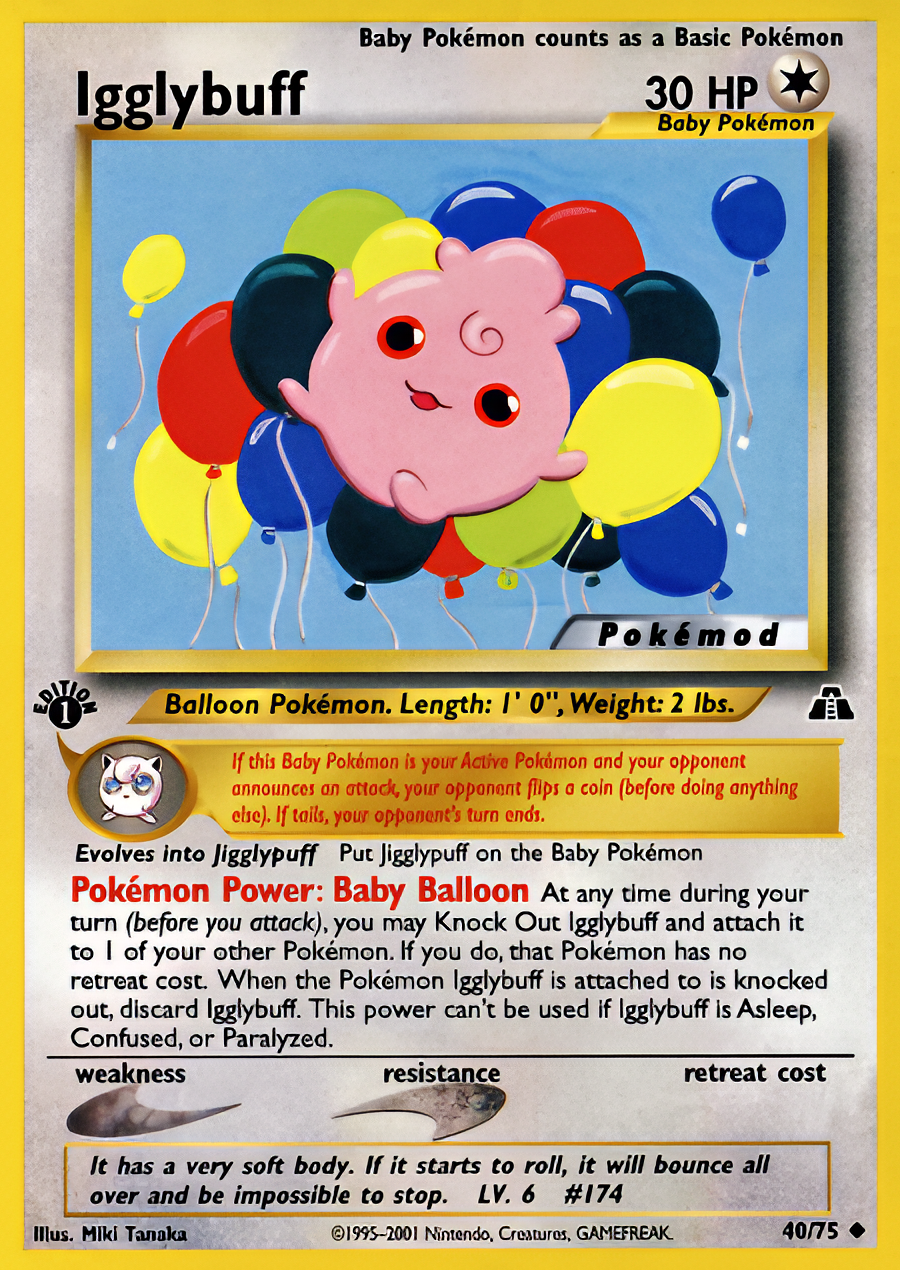 Baby Pokémon counts as a Basic Pokémon
Igglybuff
30 HP
Baby Pokémon
Pokémod
EDITION
1
Balloon Pokémon. Length: 1' 0", Weight: 2 lbs.
If this Baby Pokémon is your Active Pokémon and your opponent
announces an attack, your opponent flips a coin (before doing anything
else). If tails, your opponent's turn ends.
Evolves into Jigglypuff Put Jigglypuff on the Baby Pokémon
Pokémon Power: Baby Balloon At any time during your
turn (before you attack), you may Knock Out Igglybuff and attach it
to 1 of your other Pokémon. If you do, that Pokémon has no
retreat cost. When the Pokémon Igglybuff is attached to is knocked
out, discard Igglybuff. This power can't be used if Igglybuff is Asleep,
Confused, or Paralyzed.
weakness resistance retreat cost
It has a very soft body. If it starts to roll, it will bounce all
over and be impossible to stop. LV. 6 #174
Illus. Miki Tanaka ©1995-2001 Nintendo, Creatures, GAMEFREAK. 40/75